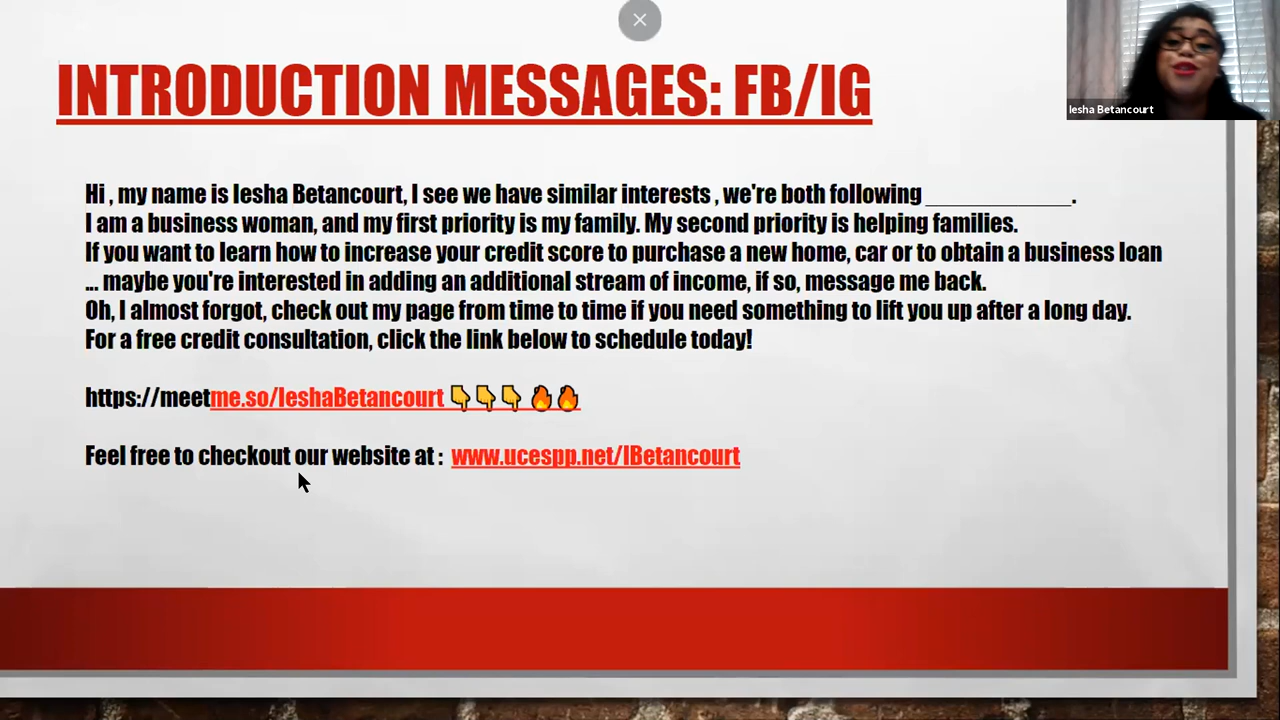 INTRODUCTION MESSAGES: FB/IG
Iesha Betancourt
Hi , my name is Iesha Betancourt, I see we have similar interests , we're both following ____________.
I am a business woman, and my first priority is my family. My second priority is helping families.
If you want to learn how to increase your credit score to purchase a new home, car or to obtain a business loan
... maybe you're interested in adding an additional stream of income, if so, message me back.
Oh, I almost forgot, check out my page from time to time if you need something to lift you up after a long day.
For a free credit consultation, click the link below to schedule today!
https://meetme.so/IeshaBetancourt 👇👇👇 🔥🔥
Feel free to checkout our website at : www.ucespp.net/IBetancourt